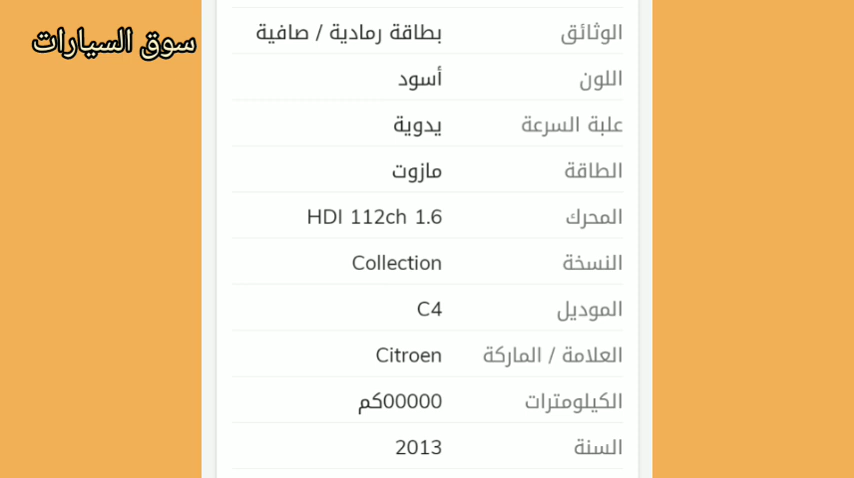 سوق السيارات
الوثائق بطاقة رمادية / صافية
اللون أسود
علبة السرعة يدوية
الطاقة مازوت
المحرك HDI 112ch 1.6
النسخة Collection
الموديل C4
العلامة / الماركة Citroen
الكيلومترات 00000كم
السنة 2013